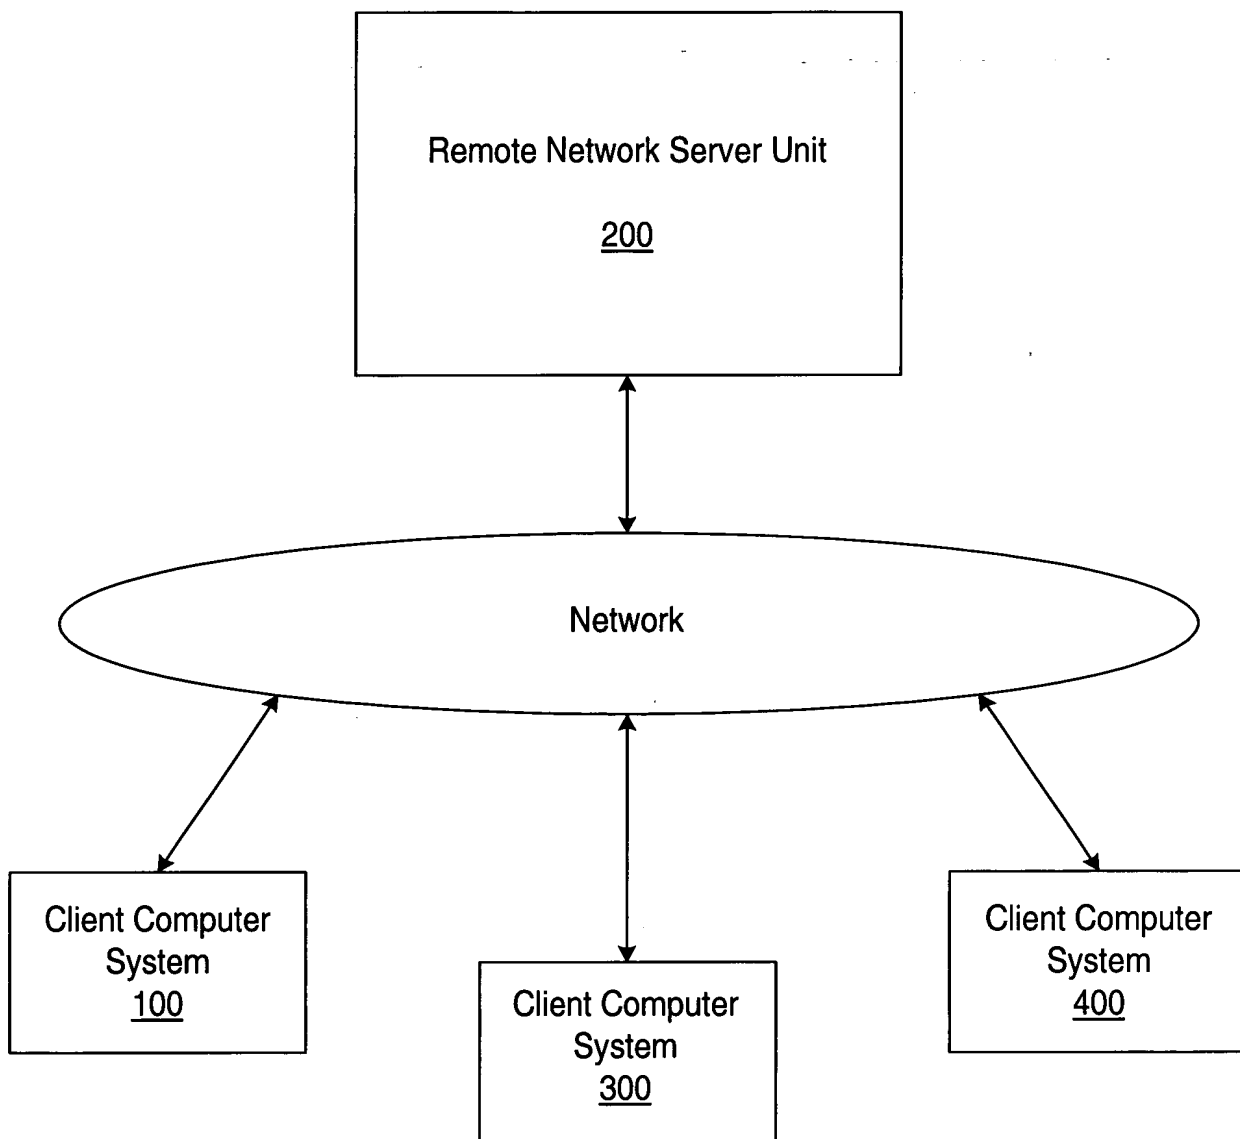 Remote Network Server Unit
200
Network
Client Computer
System
100
Client Computer
System
300
Client Computer
System
400